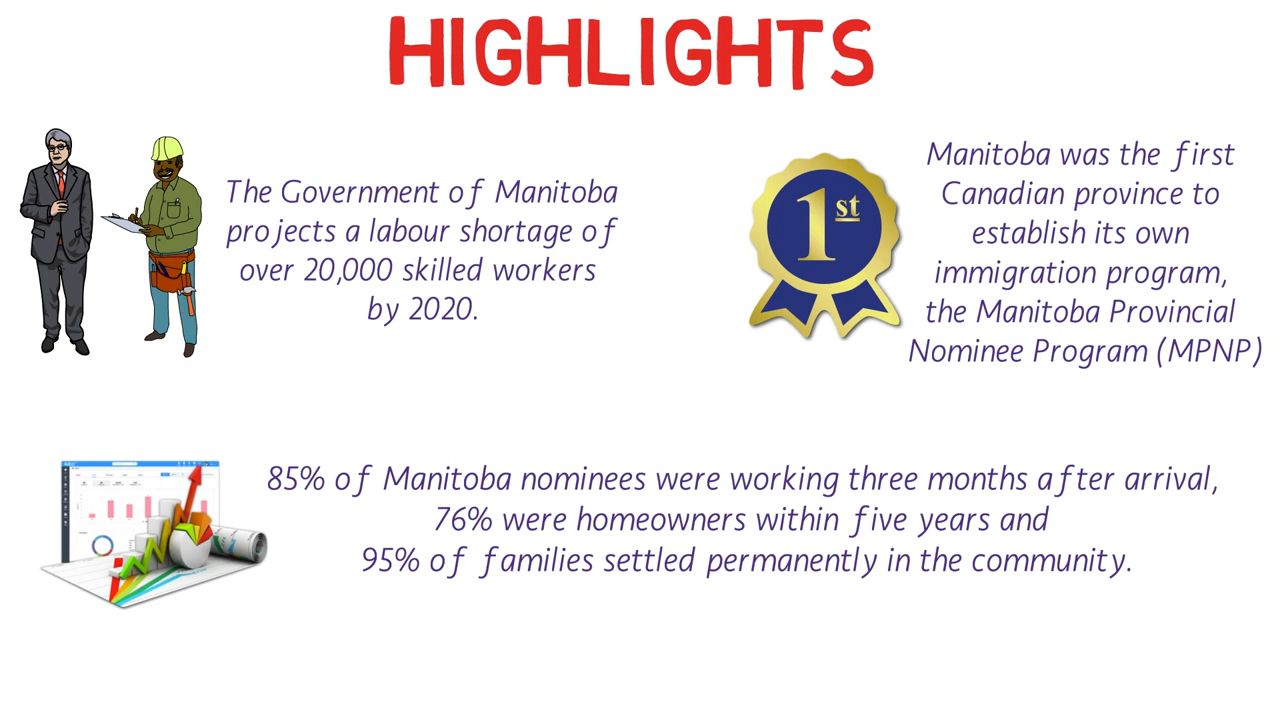 HIGHLIGHTS
The Government of Manitoba
projects a labour shortage of
over 20,000 skilled workers
by 2020.
1st
Manitoba was the first
Canadian province to
establish its own
immigration program,
the Manitoba Provincial
Nominee Program (MPNP)
85% of Manitoba nominees were working three months after arrival,
76% were homeowners within five years and
95% of families settled permanently in the community.